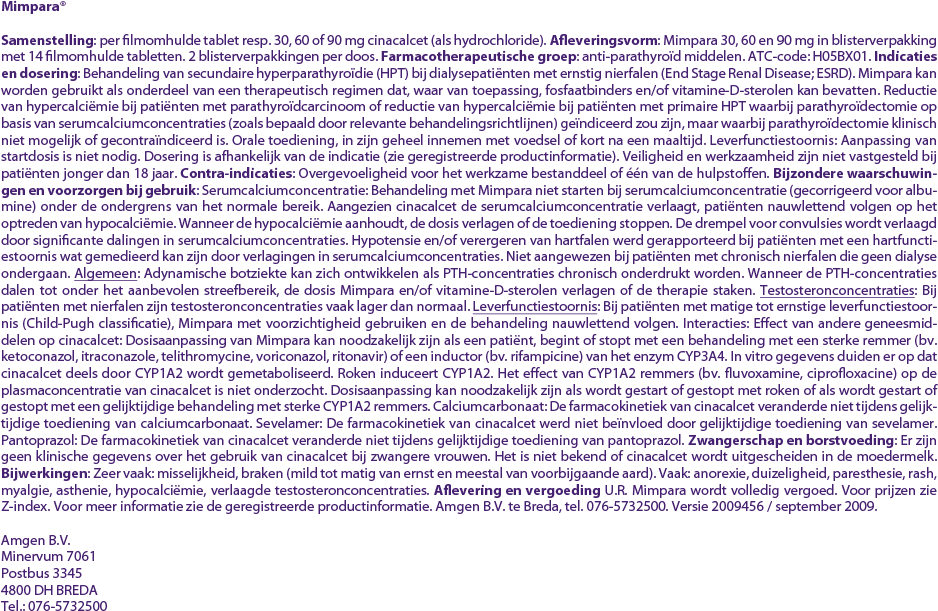 Mimpara®
Samenstelling: per filmomhulde tablet resp. 30, 60 of 90 mg cinacalcet (als hydrochloride). Afleveringsvorm: Mimpara 30, 60 en 90 mg in blisterverpakking
met 14 filmomhulde tabletten. 2 blisterverpakkingen per doos. Farmacotherapeutische groep: anti-parathyroïd middelen. ATC-code: H05BX01. Indicaties
en dosering: Behandeling van secundaire hyperparathyroïdie (HPT) bij dialysepatiënten met ernstig nierfalen (End Stage Renal Disease; ESRD). Mimpara kan
worden gebruikt als onderdeel van een therapeutisch regimen dat, waar van toepassing, fosfaatbinders en/of vitamine-D-sterolen kan bevatten. Reductie
van hypercalciëmie bij patiënten met parathyroïdcarcinoom of reductie van hypercalciëmie bij patiënten met primaire HPT waarbij parathyroïdectomie op
basis van serumcalciumconcentraties (zoals bepaald door relevante behandelingsrichtlijnen) geïndiceerd zou zijn, maar waarbij parathyroïdectomie klinisch
niet mogelijk of gecontraïndiceerd is. Orale toediening, in zijn geheel innemen met voedsel of kort na een maaltijd. Leverfunctiestoornis: Aanpassing van
startdosis is niet nodig. Dosering is afhankelijk van de indicatie (zie geregistreerde productinformatie). Veiligheid en werkzaamheid zijn niet vastgesteld bij
patiënten jonger dan 18 jaar. Contra-indicaties: Overgevoeligheid voor het werkzame bestanddeel of één van de hulpstoffen. Bijzondere waarschuwin-
gen en voorzorgen bij gebruik: Serumcalciumconcentratie: Behandeling met Mimpara niet starten bij serumcalciumconcentratie (gecorrigeerd voor albu-
mine) onder de ondergrens van het normale bereik. Aangezien cinacalcet de serumcalciumconcentratie verlaagt, patiënten nauwlettend volgen op het
optreden van hypocalciëmie. Wanneer de hypocalciëmie aanhoudt, de dosis verlagen of de toediening stoppen. De drempel voor convulsies wordt verlaagd
door significante dalingen in serumcalciumconcentraties. Hypotensie en/of verergeren van hartfalen werd gerapporteerd bij patiënten met een hartfuncti-
estoornis wat gemedieerd kan zijn door verlagingen in serumcalciumconcentraties. Niet aangewezen bij patiënten met chronisch nierfalen die geen dialyse
ondergaan. Algemeen: Adynamische botziekte kan zich ontwikkelen als PTH-concentraties chronisch onderdrukt worden. Wanneer de PTH-concentraties
dalen tot onder het aanbevolen streefbereik, de dosis Mimpara en/of vitamine-D-sterolen verlagen of de therapie staken. Testosteronconcentraties: Bij
patiënten met nierfalen zijn testosteronconcentraties vaak lager dan normaal. Leverfunctiestoornis: Bij patiënten met matige tot ernstige leverfunctiestoor-
nis (Child-Pugh classificatie), Mimpara met voorzichtigheid gebruiken en de behandeling nauwlettend volgen. Interacties: Effect van andere geneesmid-
delen op cinacalcet: Dosisaanpassing van Mimpara kan noodzakelijk zijn als een patiënt, begint of stopt met een behandeling met een sterke remmer (bv.
ketoconazol, itraconazole, telithromycine, voriconazol, ritonavir) of een inductor (bv. rifampicine) van het enzym CYP3A4. In vitro gegevens duiden er op dat
cinacalcet deels door CYP1A2 wordt gemetaboliseerd. Roken induceert CYP1A2. Het effect van CYP1A2 remmers (bv. fluvoxamine, ciprofloxacine) op de
plasmaconcentratie van cinacalcet is niet onderzocht. Dosisaanpassing kan noodzakelijk zijn als wordt gestart of gestopt met roken of als wordt gestart of
gestopt met een gelijktijdige behandeling met sterke CYP1A2 remmers. Calciumcarbonaat: De farmacokinetiek van cinacalcet veranderde niet tijdens gelijk-
tijdige toediening van calciumcarbonaat. Sevelamer: De farmacokinetiek van cinacalcet werd niet beïnvloed door gelijktijdige toediening van sevelamer.
Pantoprazol: De farmacokinetiek van cinacalcet veranderde niet tijdens gelijktijdige toediening van pantoprazol. Zwangerschap en borstvoeding: Er zijn
geen klinische gegevens over het gebruik van cinacalcet bij zwangere vrouwen. Het is niet bekend of cinacalcet wordt uitgescheiden in de moedermelk.
Bijwerkingen: Zeer vaak: misselijkheid, braken (mild tot matig van ernst en meestal van voorbijgaande aard). Vaak: anorexie, duizeligheid, paresthesie, rash,
myalgie, asthenie, hypocalciëmie, verlaagde testosteronconcentraties. Aflevering en vergoeding U.R. Mimpara wordt volledig vergoed. Voor prijzen zie
Z-index. Voor meer informatie zie de geregistreerde productinformatie. Amgen B.V. te Breda, tel. 076-5732500. Versie 2009456 / september 2009.
Amgen B.V.
Minervum 7061
Postbus 3345
4800 DH BREDA
Tel.: 076-5732500